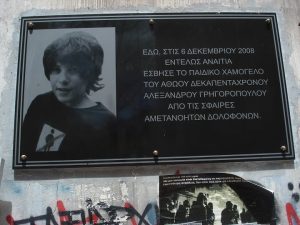 ΕΔΩ, ΣΤΙΣ 6 ΔΕΚΕΜΒΡΙΟΥ 2008
ΕΝΤΕΛΩΣ ΑΝΑΙΤΙΑ
ΕΣΒΗΣΕ ΤΟ ΠΑΙΔΙΚΟ ΧΑΜΟΓΕΛΟ
ΤΟΥ ΑΘΩΟΥ ΔΕΚΑΠΕΝΤΑΧΡΟΝΟΥ
ΑΛΕΞΑΝΔΡΟΥ ΓΡΗΓΟΡΟΠΟΥΛΟΥ
ΑΠΟ ΤΙΣ ΣΦΑΙΡΕΣ
ΑΜΕΤΑΝΟΗΤΩΝ ΔΟΛΟΦΟΝΩΝ.